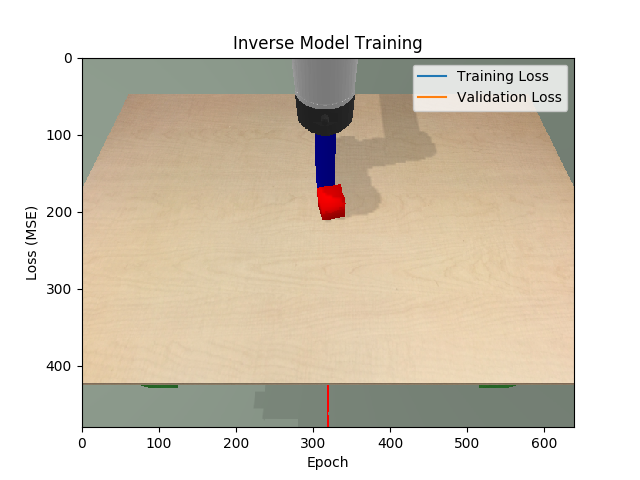 Inverse Model Training
Training Loss
Validation Loss
0
100
200
300
400
Loss (MSE)
0
100
200
300
400
500
600
Epoch